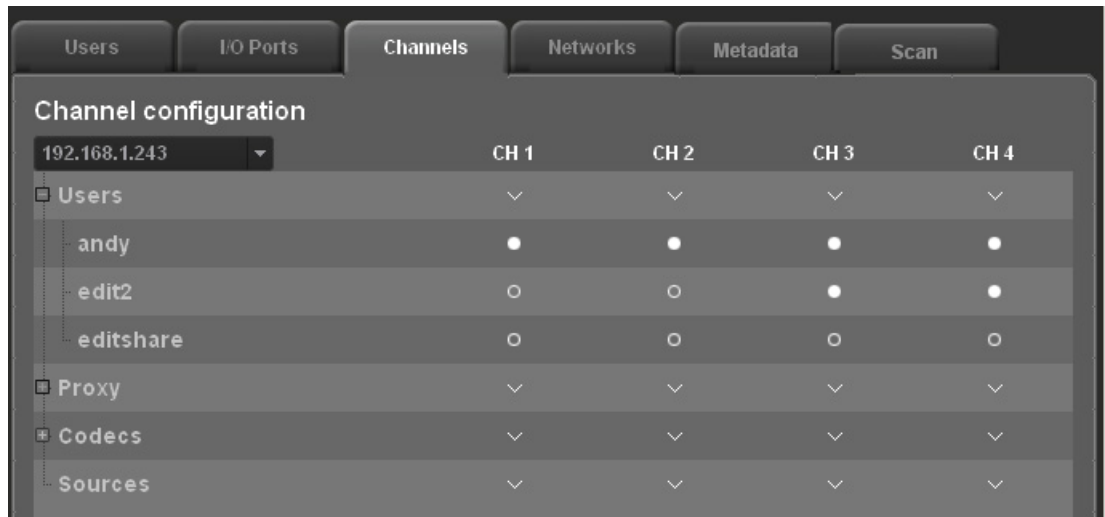 Users I/O Ports Channels Networks Metadata Scan
Channel configuration
192.168.1.243 CH 1 CH 2 CH 3 CH 4
Users
andy
edit2
editshare
Proxy
Codecs
Sources